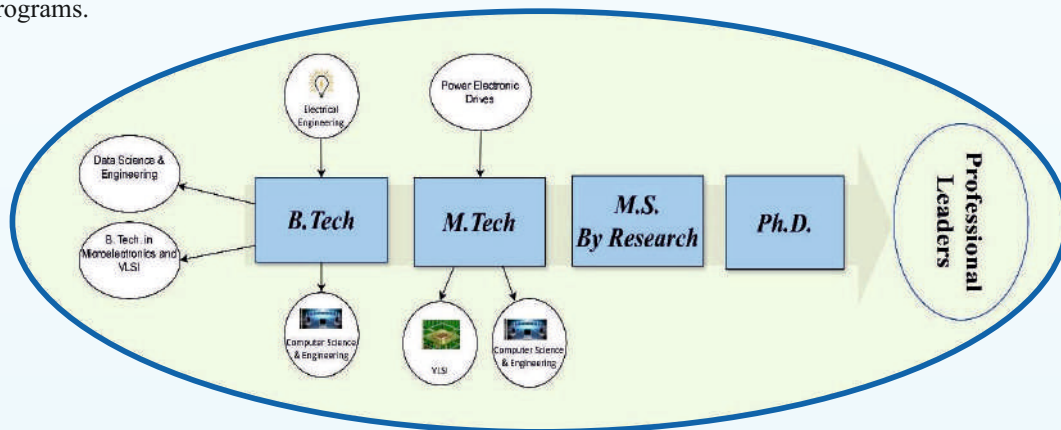 rograms.
Electrical
Engineering
Power Electronic
Drives
Data Science &
Engineering
B. Tech. in
Microelectronics and
VLSI
B.Tech
M.Tech
M.S.
By Research
Ph.D.
Professional
Leaders
Computer Science
& Engineering
VLSI
Computer Science
& Engineering